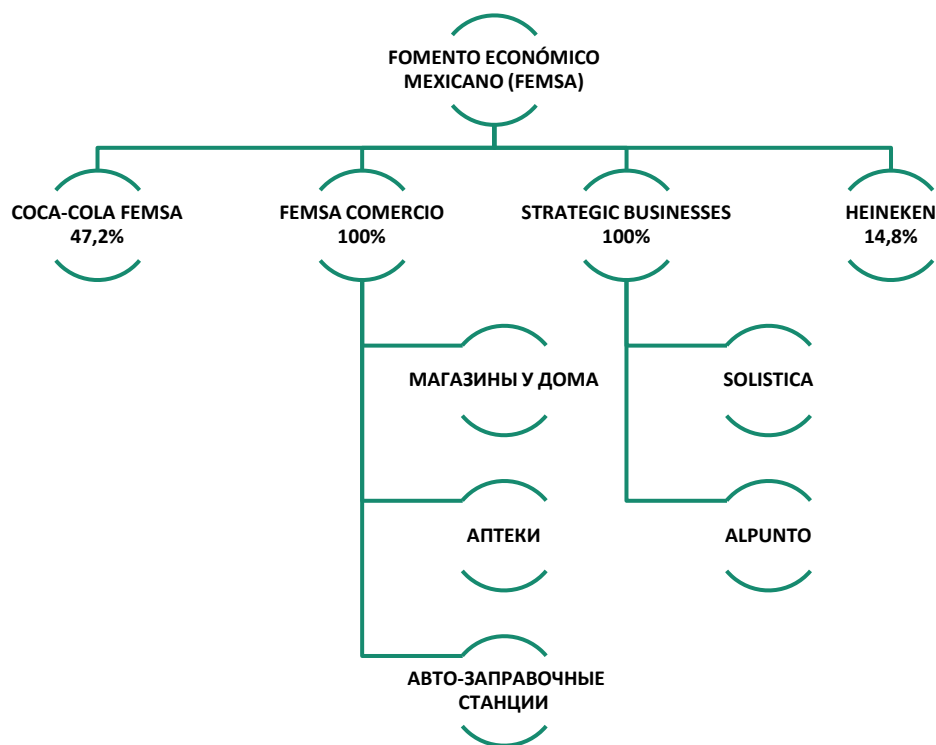 FOMENTO ECONÓMICO
MEXICANO (FEMSA)
COCA-COLA FEMSA
47,2%
FEMSA COMERCIO
100%
STRATEGIC BUSINESSES
100%
HEINEKEN
14,8%
МАГАЗИНЫ У ДОМА
SOLISTICA
АПТЕКИ
ALPUNTO
АВТО-ЗАПРАВОЧНЫЕ
СТАНЦИИ